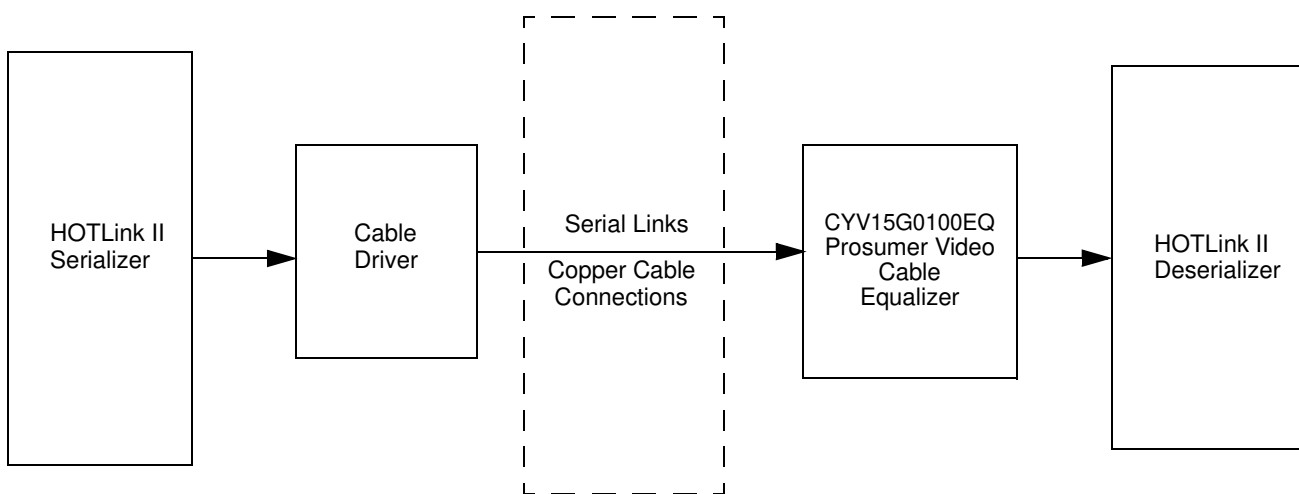 HOTLink II
Serializer
Cable
Driver
Serial Links
Copper Cable
Connections
CYV15G0100EQ
Prosumer Video
Cable
Equalizer
HOTLink II
Deserializer